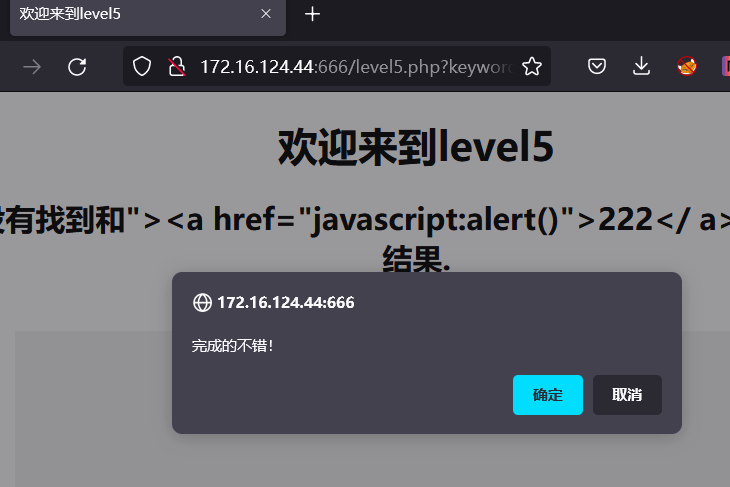 欢迎来到level5
172.16.124.44:666/level5.php?keyword
欢迎来到level5
没有找到和"><a href="javascript:alert()">222</ a>
结果.
172.16.124.44:666
完成的不错！
确定
取消